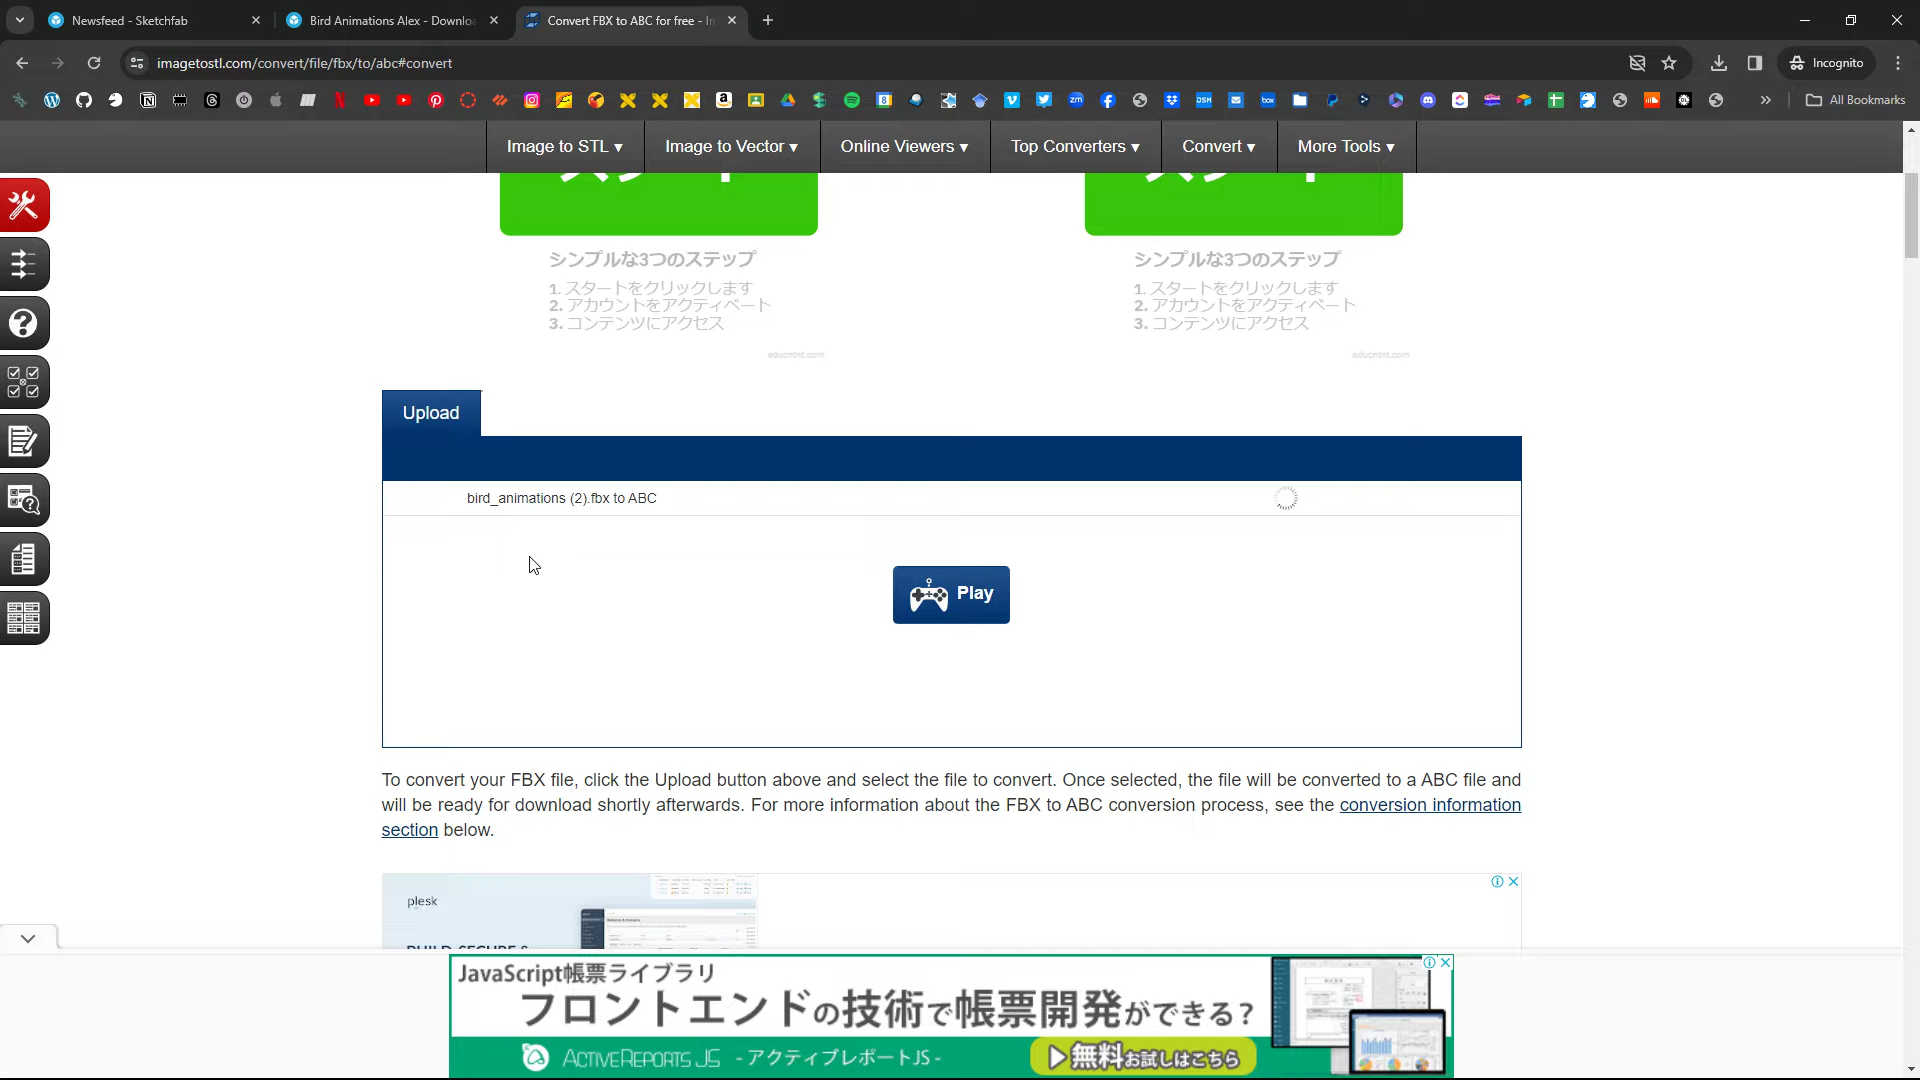 Newsfeed - Sketchfab
Bird Animations Alex - Downlo
Convert FBX to ABC for free - In
imagetostl.com/convert/file/fbx/to/abc#convert
Incognito
All Bookmarks
Image to STL ▾
Image to Vector ▾
Online Viewers ▾
Top Converters ▾
Convert ▾
More Tools ▾
シンプルな3つのステップ
1. スタートをクリックします
2. アカウントをアクティベート
3. コンテンツにアクセス
educntnt.com
シンプルな3つのステップ
1. スタートをクリックします
2. アカウントをアクティベート
3. コンテンツにアクセス
educntnt.com
Upload
bird_animations (2).fbx to ABC
Play
To convert your FBX file, click the Upload button above and select the file to convert. Once selected, the file will be converted to a ABC file and
will be ready for download shortly afterwards. For more information about the FBX to ABC conversion process, see the conversion information
section below.
plesk
JavaScript帳票ライブラリ
フロントエンドの技術で帳票開発ができる?
ACTIVEREPORTS JS - アクティブレポートJS -
▶無料お試しはこちら